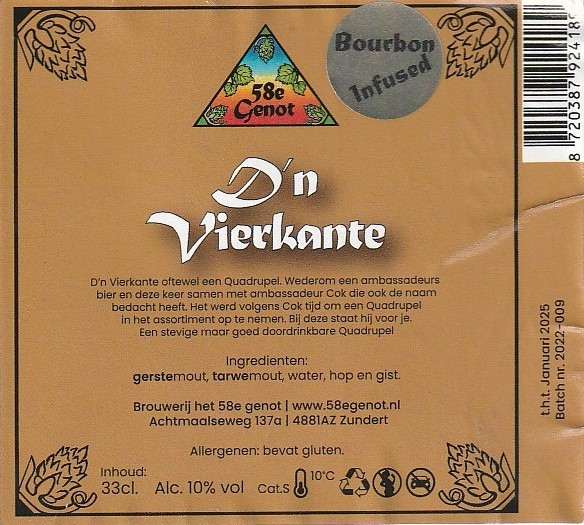 58e
Genot
Bourbon
Infused
D'n
Vierkante
D'n Vierkante oftewel een Quadrupel. Wederom een ambassadeurs
bier en deze keer samen met ambassadeur Cok die ook de naam
bedacht heeft. Het werd volgens Cok tijd om een Quadrupel
in het assortiment op te nemen. Bij deze staat hij voor je.
Een stevige maar goed doordrinkbare Quadrupel
Ingredienten:
gerstemout, tarwemout, water, hop en gist.
Brouwerij het 58e genot | www.58egenot.nl
Achtmaalseweg 137a | 4881AZ Zundert
Allergenen: bevat gluten.
Inhoud:
33cl. Alc. 10% vol Cat.S 10°C
8 720387 92418
t.h.t. Januari 2025
Batch nr. 2022-009